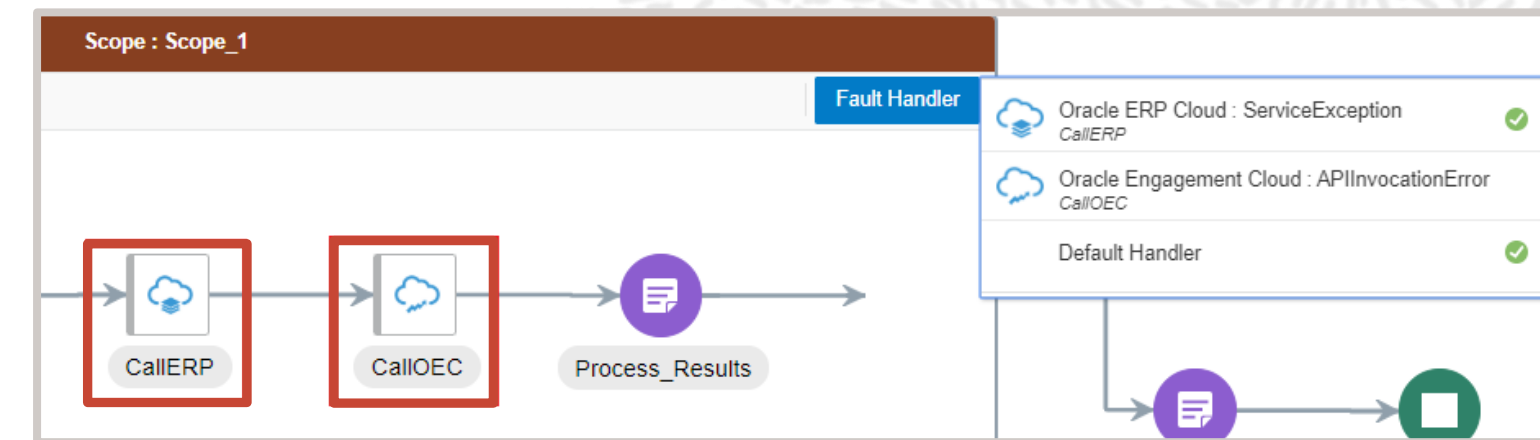 Scope : Scope_1
Fault Handler
Oracle ERP Cloud : ServiceException
CallERP
Oracle Engagement Cloud : APIInvocationError
CallOEC
Default Handler
CallERP
CallOEC
Process_Results